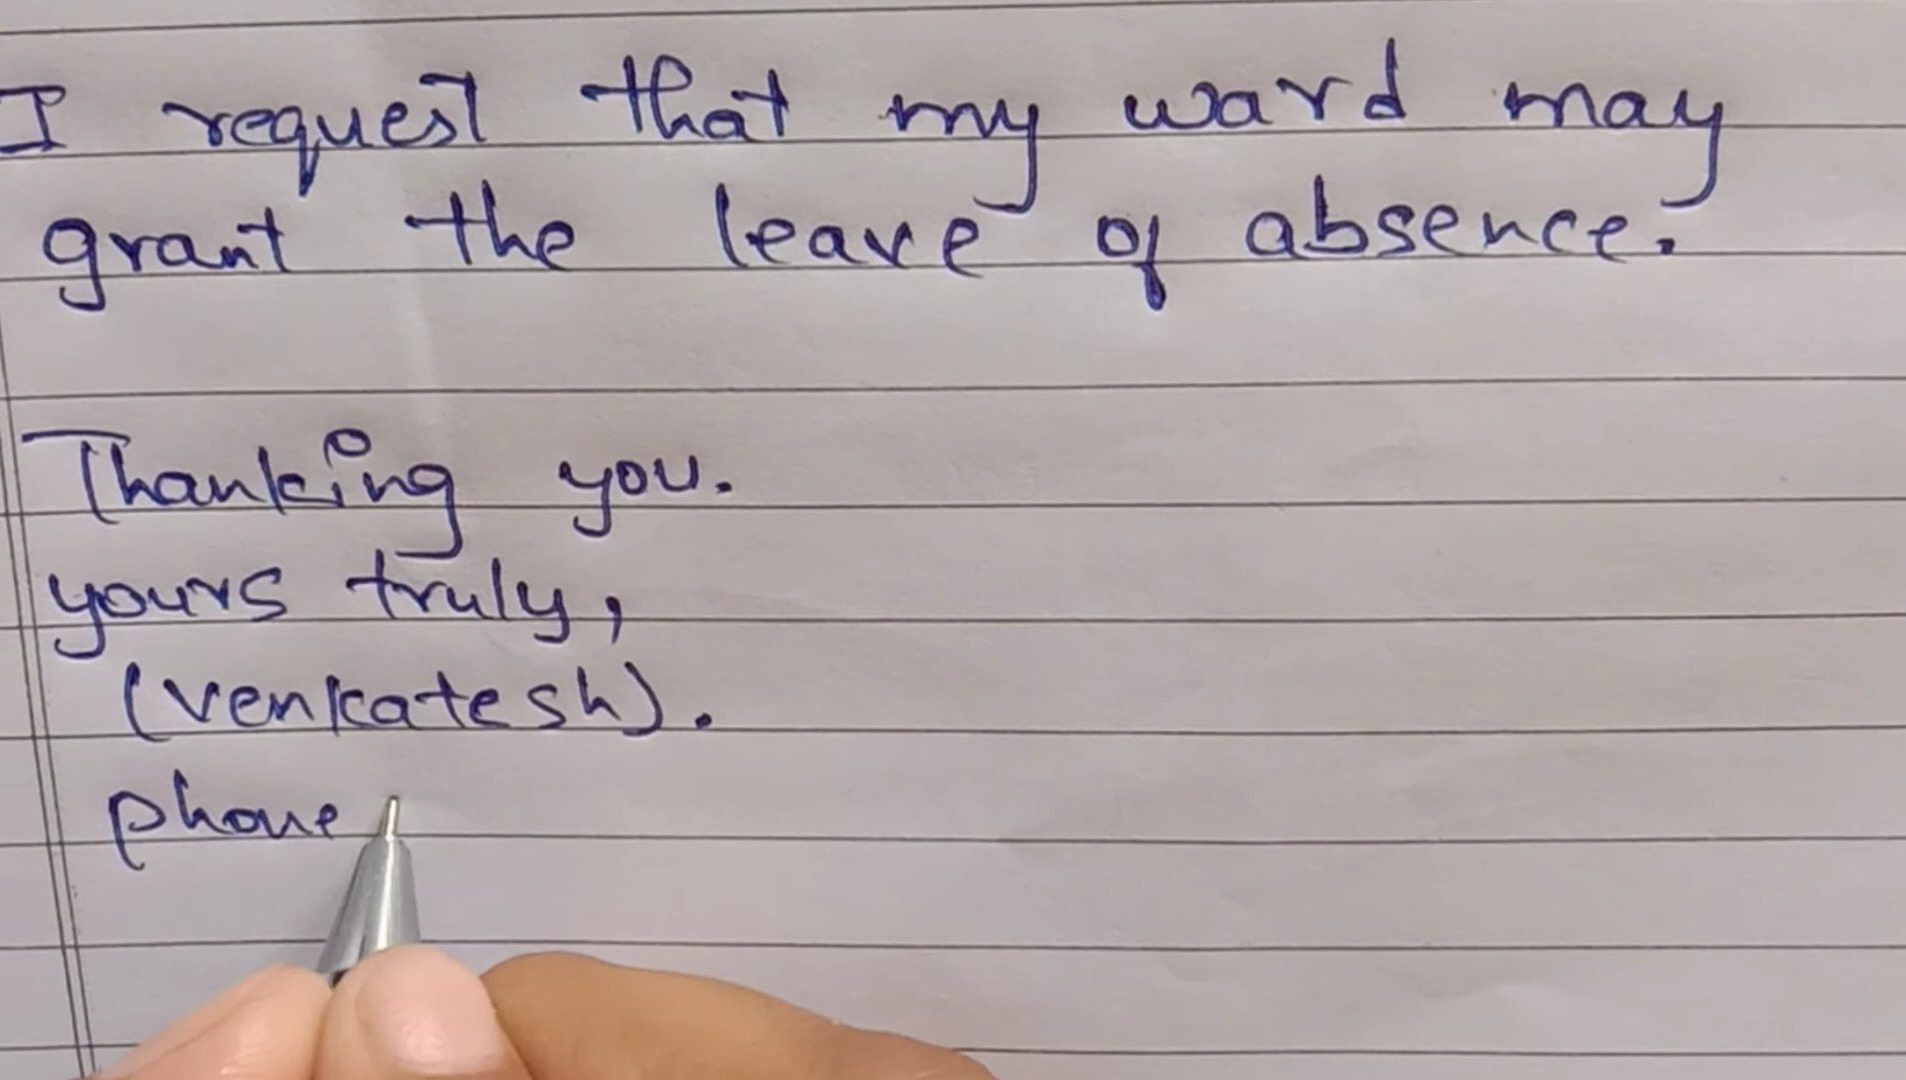 I request that my ward may
grant the leave of absence.
Thanking you.
yours truly,
(venkatesh).
phone